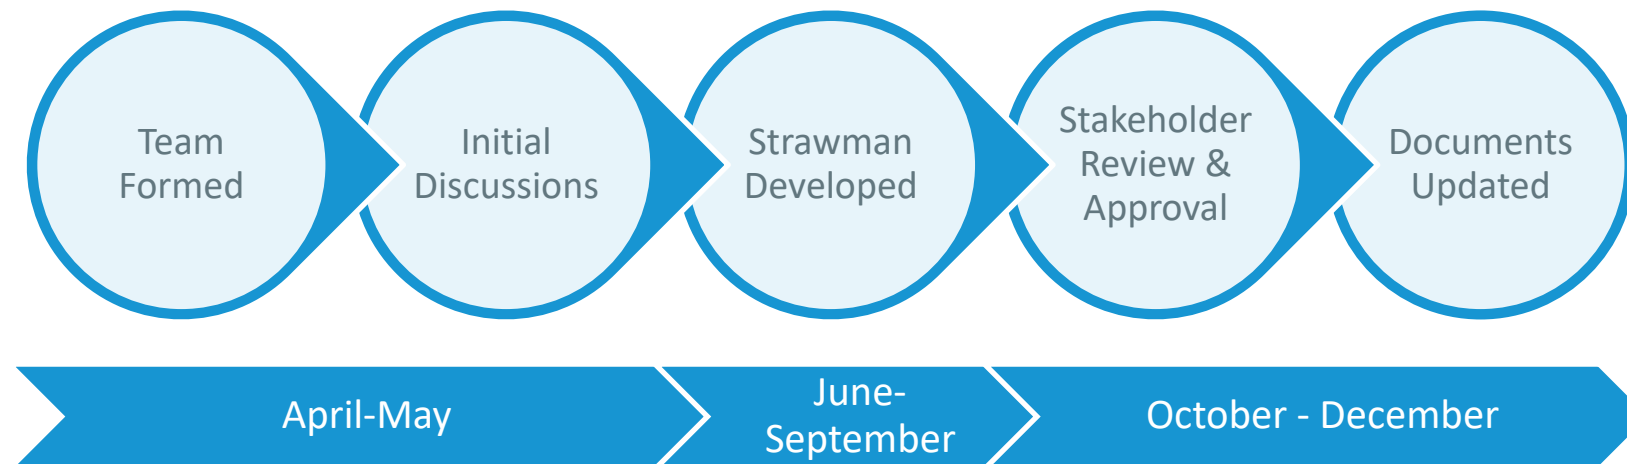 Team
Formed
Initial
Discussions
Strawman
Developed
Stakeholder
Review &
Approval
Documents
Updated
April-May
June-
September
October - December